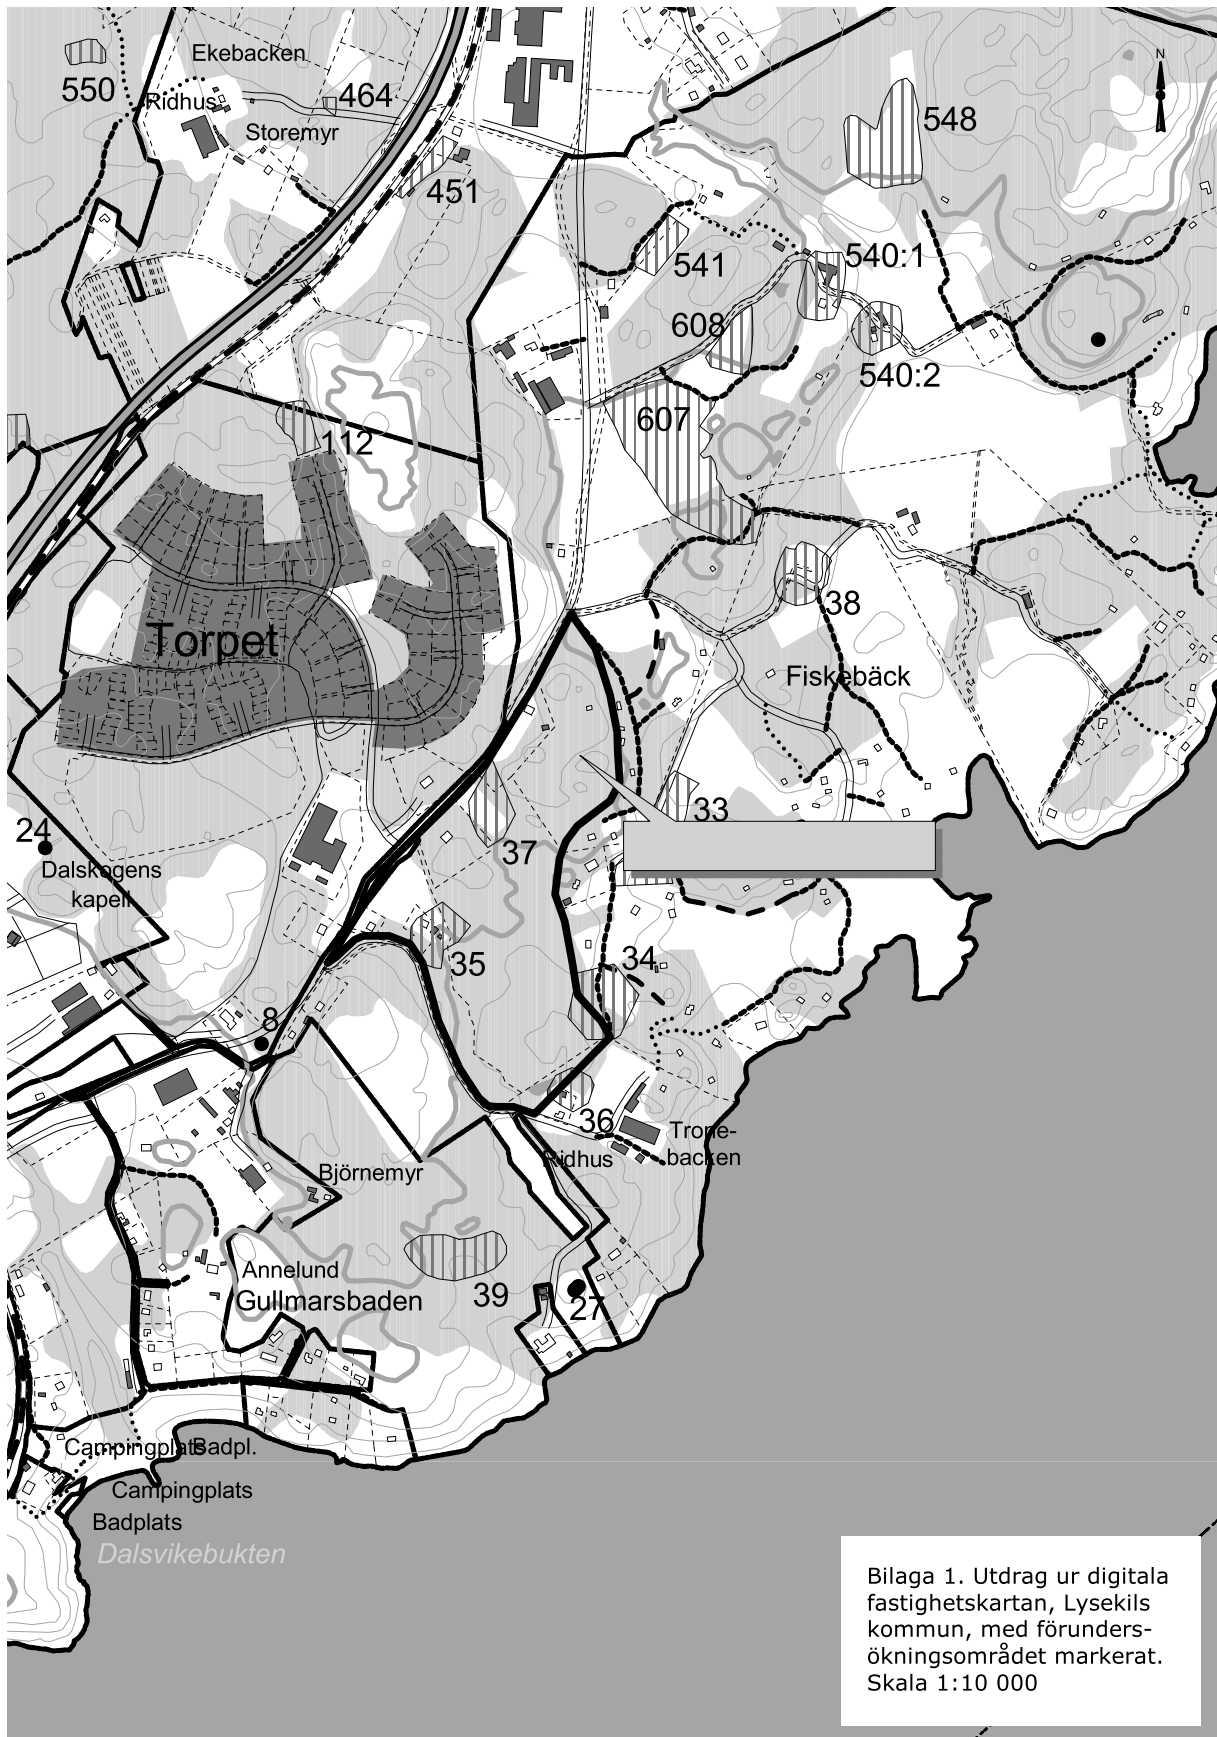 N
Ekebacken
550
Ridhus
464
Storemyr
548
451
541
540:1
608
540:2
607
112
38
Torpet
Fiskebäck
33
24
37
Dalskogens
kapell
35
34
8
36
Trone-
backen
Ridhus
Björnemyr
Annelund
Gullmarsbaden
39
27
Campingplats
Badpl.
Campingplats
Badplats
Dalsvikebukten
Bilaga 1. Utdrag ur digitala
fastighetskartan, Lysekils
kommun, med förunders-
ökningsområdet markerat.
Skala 1:10 000